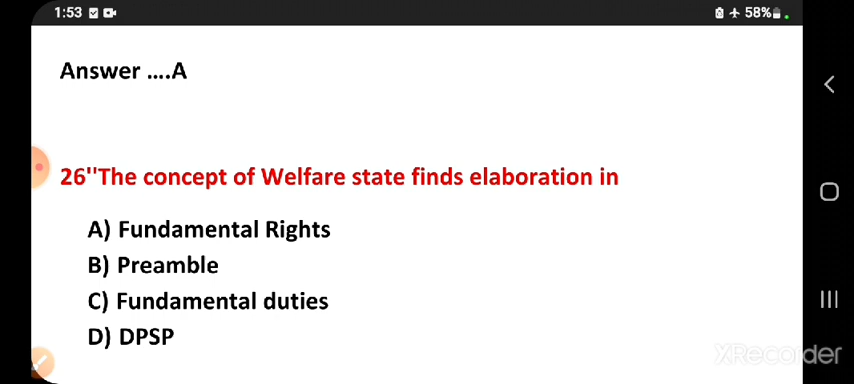 1:53 58%
Answer ....A
26"The concept of Welfare state finds elaboration in
A) Fundamental Rights
B) Preamble
C) Fundamental duties
D) DPSP
XRecorder